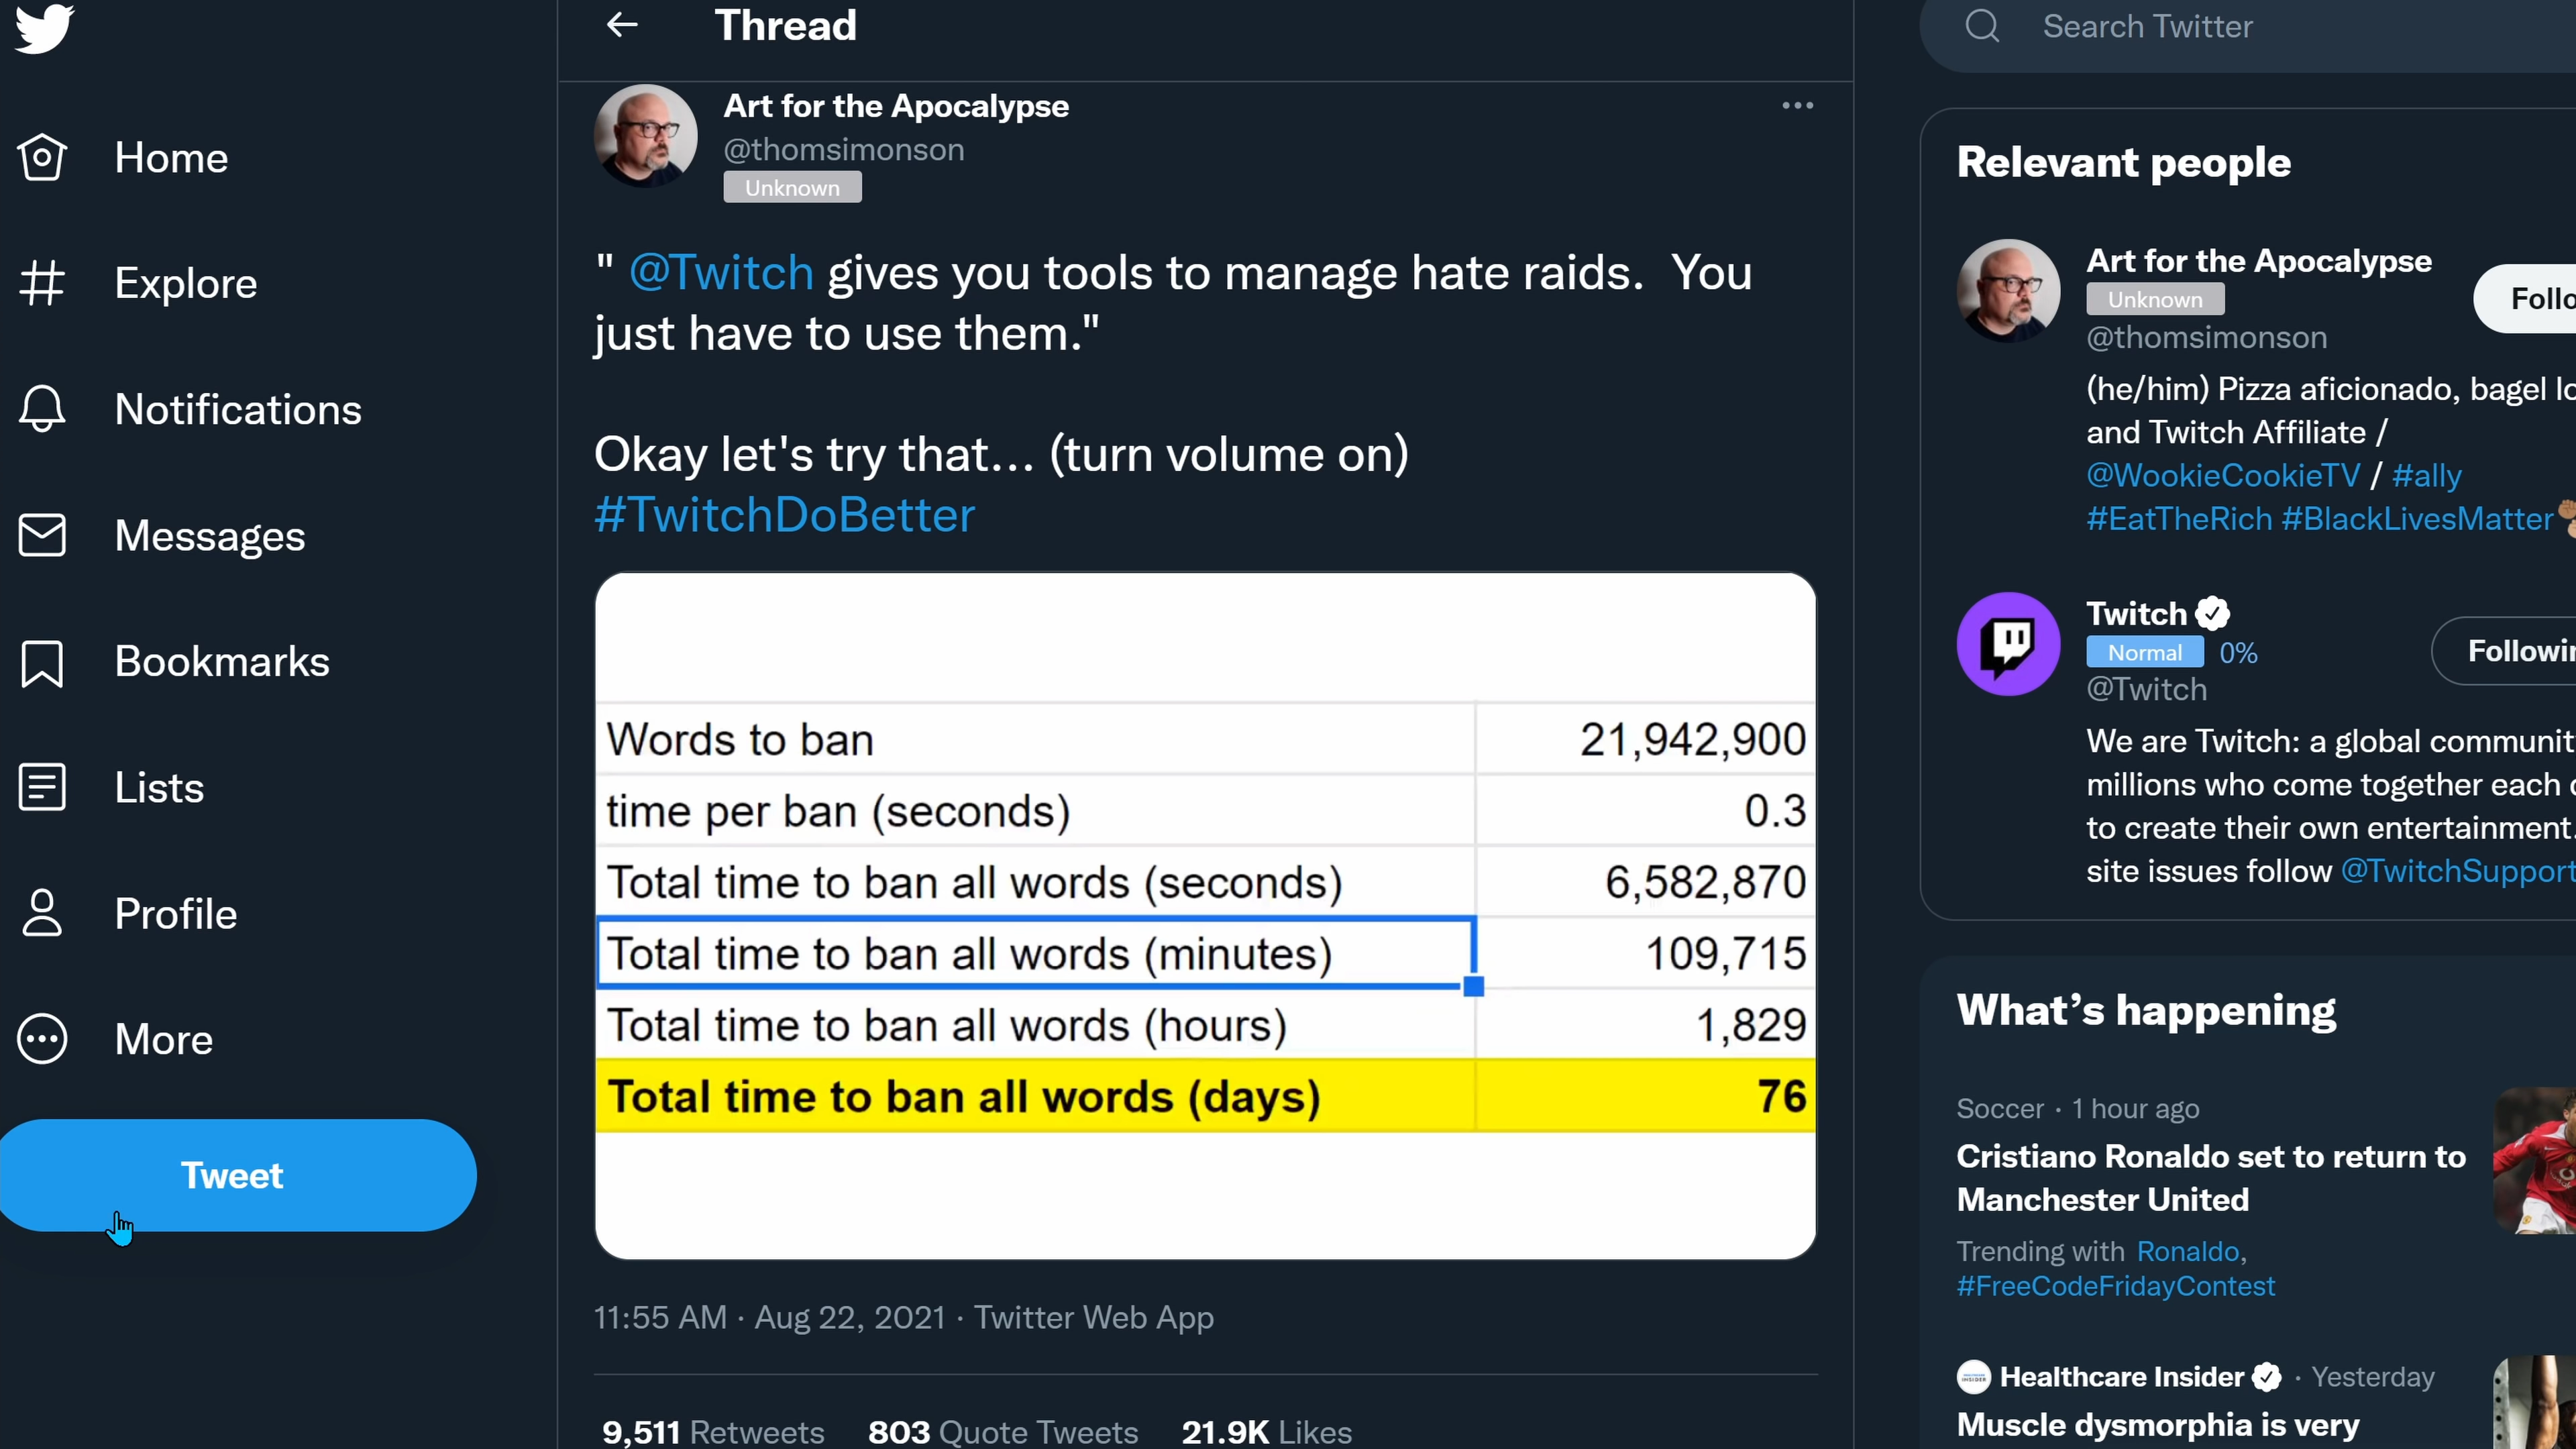 Thread
Search Twitter
Home
Explore
Notifications
Messages
Bookmarks
Lists
Profile
More
Tweet
Art for the Apocalypse
@thomsimonson
Unknown
" @Twitch gives you tools to manage hate raids. You
just have to use them."
Okay let's try that... (turn volume on)
#TwitchDoBetter
Words to ban 21,942,900
time per ban (seconds) 0.3
Total time to ban all words (seconds) 6,582,870
Total time to ban all words (minutes) 109,715
Total time to ban all words (hours) 1,829
Total time to ban all words (days) 76
11:55 AM · Aug 22, 2021 · Twitter Web App
9,511 Retweets 803 Quote Tweets 21.9K Likes
Relevant people
Art for the Apocalypse
Unknown
@thomsimonson
(he/him) Pizza aficionado, bagel
and Twitch Affiliate /
@WookieCookieTV / #ally
#EatTheRich #BlackLivesMatter
Twitch
Normal 0%
@Twitch
We are Twitch: a global
millions who come together each
to create their own entertainment.
site issues follow @TwitchSupport
What's happening
Soccer · 1 hour ago
Cristiano Ronaldo set to return to
Manchester United
Trending with Ronaldo,
#FreeCodeFridayContest
Healthcare Insider · Yesterday
Muscle dysmorphia is very